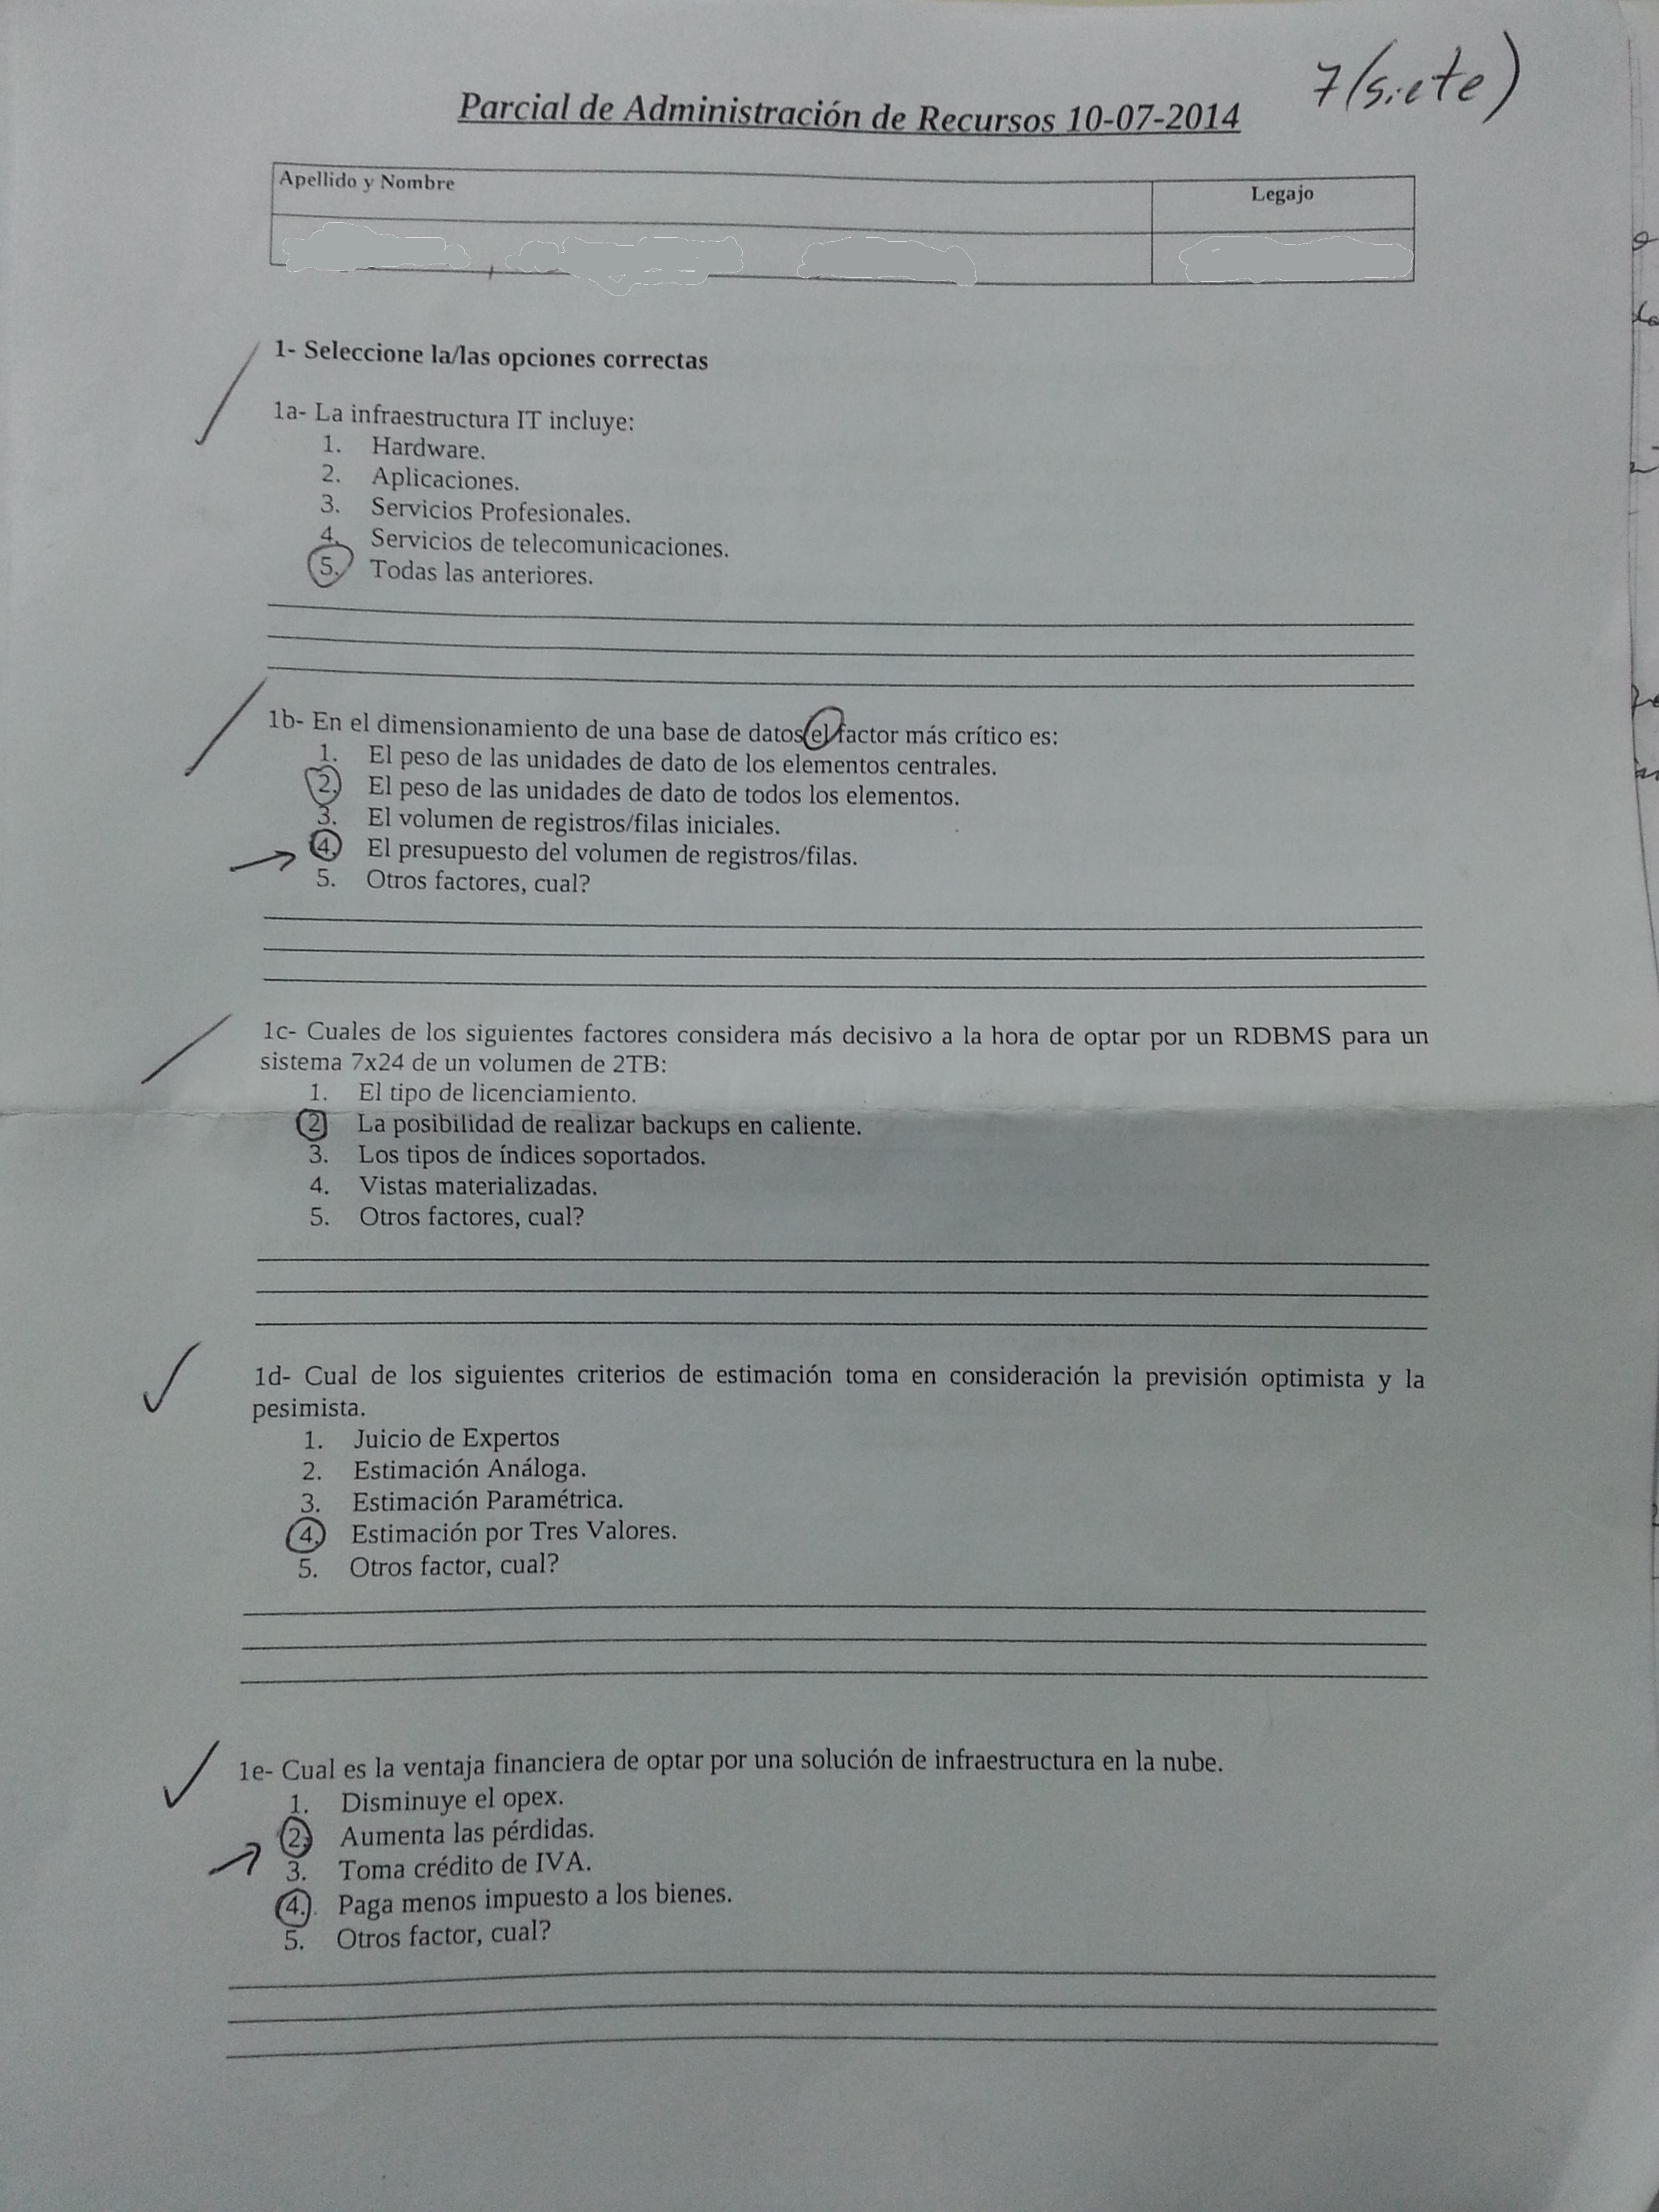 7 (siete)
Parcial de Administración de Recursos 10-07-2014
Apellido y Nombre Legajo
1- Seleccione la/las opciones correctas
1a- La infraestructura IT incluye:
1. Hardware.
2. Aplicaciones.
3. Servicios Profesionales.
4. Servicios de telecomunicaciones.
5. Todas las anteriores.
1b- En el dimensionamiento de una base de datos el factor más crítico es:
1. El peso de las unidades de dato de los elementos centrales.
2. El peso de las unidades de dato de todos los elementos.
3. El volumen de registros/filas iniciales.
4. El presupuesto del volumen de registros/filas.
5. Otros factores, cual?
1c- Cuales de los siguientes factores considera más decisivo a la hora de optar por un RDBMS para un
sistema 7x24 de un volumen de 2TB:
1. El tipo de licenciamiento.
2. La posibilidad de realizar backups en caliente.
3. Los tipos de índices soportados.
4. Vistas materializadas.
5. Otros factores, cual?
1d- Cual de los siguientes criterios de estimación toma en consideración la previsión optimista y la
pesimista.
1. Juicio de Expertos
2. Estimación Análoga.
3. Estimación Paramétrica.
4. Estimación por Tres Valores.
5. Otros factor, cual?
1e- Cual es la ventaja financiera de optar por una solución de infraestructura en la nube.
1. Disminuye el opex.
2. Aumenta las pérdidas.
3. Toma crédito de IVA.
4. Paga menos impuesto a los bienes.
5. Otros factor, cual?